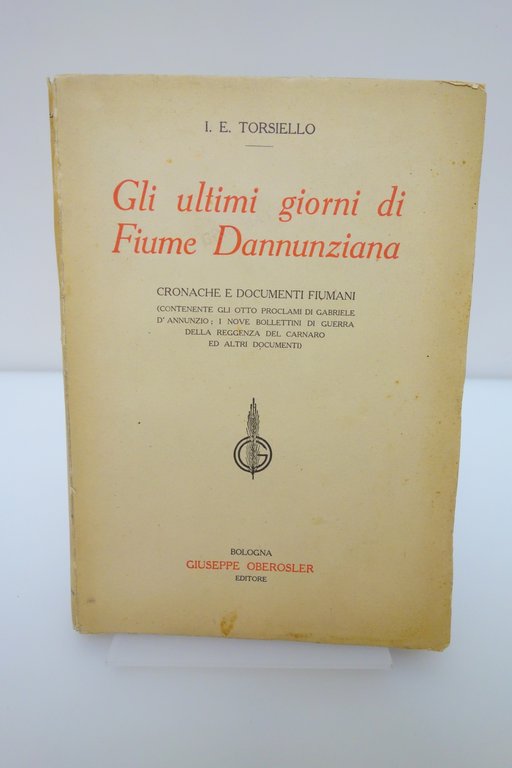 I. E. TORSIELLO
Gli ultimi giorni di
Fiume Dannunziana
CRONACHE E DOCUMENTI FIUMANI
(CONTENENTE GLI OTTO PROCLAMI DI GABRIELE
D'ANNUNZIO; I NOVE BOLLETTINI DI GUERRA
DELLA REGGENZA DEL CARNARO
ED ALTRI DOCUMENTI)
BOLOGNA
GIUSEPPE OBEROSLER
EDITORE